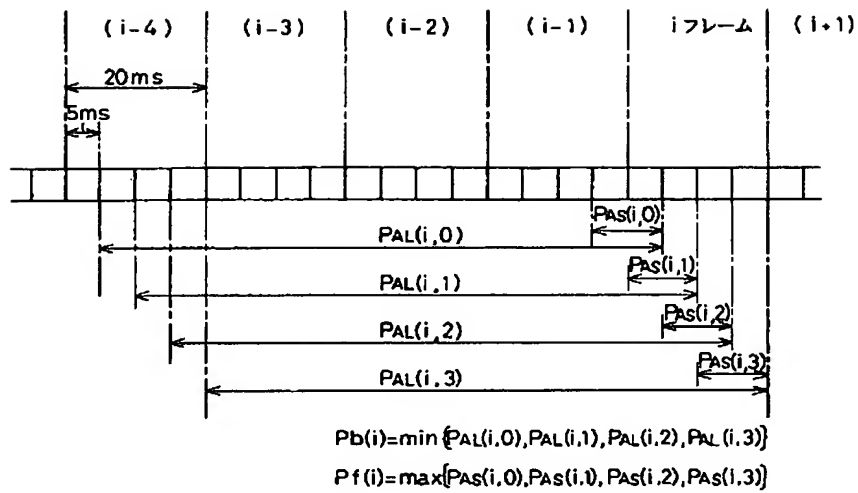 (i-4) (i-3) (i-2) (i-1) iフレーム (i+1)
20ms
5ms
PAS(i,0)
PAL(i,0)
PAS(i,1)
PAL(i,1)
PAS(i,2)
PAL(i,2)
PAS(i,3)
PAL(i,3)
Pb(i)=min{PAL(i,0),PAL(i,1),PAL(i,2),PAL(i,3)}
Pf(i)=max{PAS(i,0),PAS(i,1),PAS(i,2),PAS(i,3)}